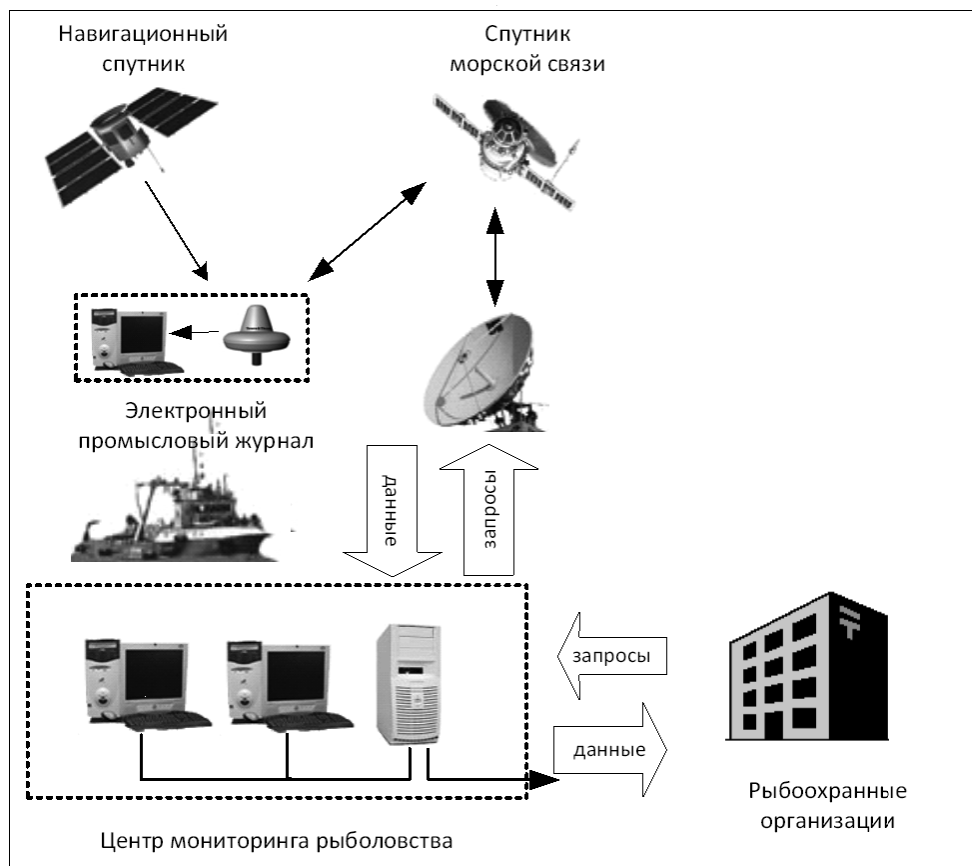 Навигационный
спутник
Спутник
морской связи
Электронный
промысловый журнал
данные
запросы
запросы
данные
Рыбоохранные
организации
Центр мониторинга рыболовства